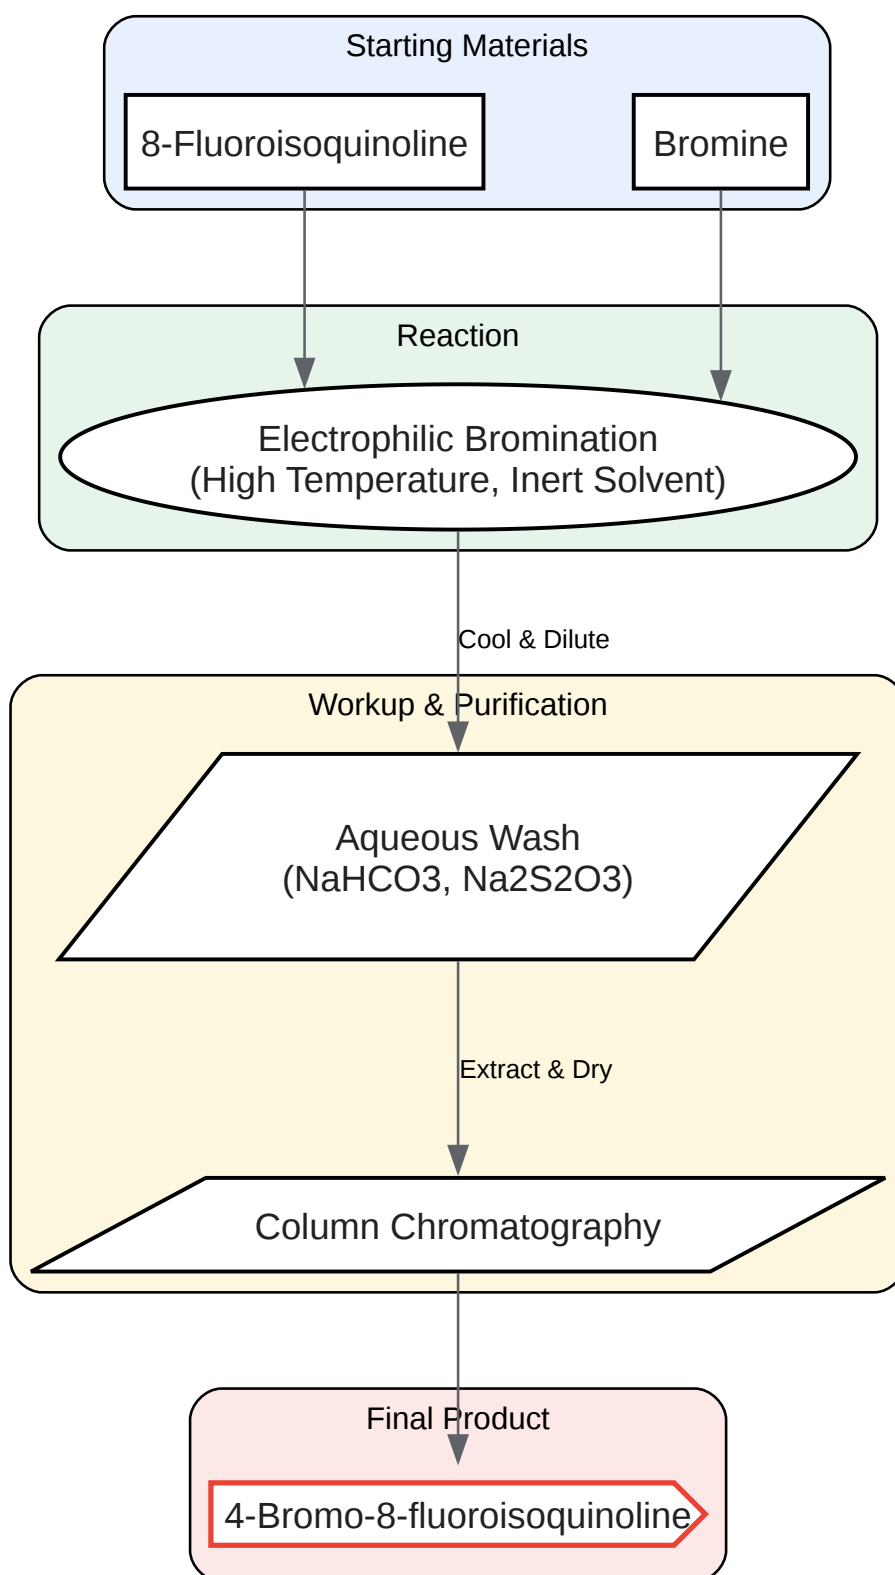 Starting Materials
8-Fluoroisoquinoline
Bromine
Reaction
Electrophilic Bromination
(High Temperature, Inert Solvent)
Cool & Dilute
Workup & Purification
Aqueous Wash
(NaHCO3, Na2S2O3)
Extract & Dry
Column Chromatography
Final Product
4-Bromo-8-fluoroisoquinoline